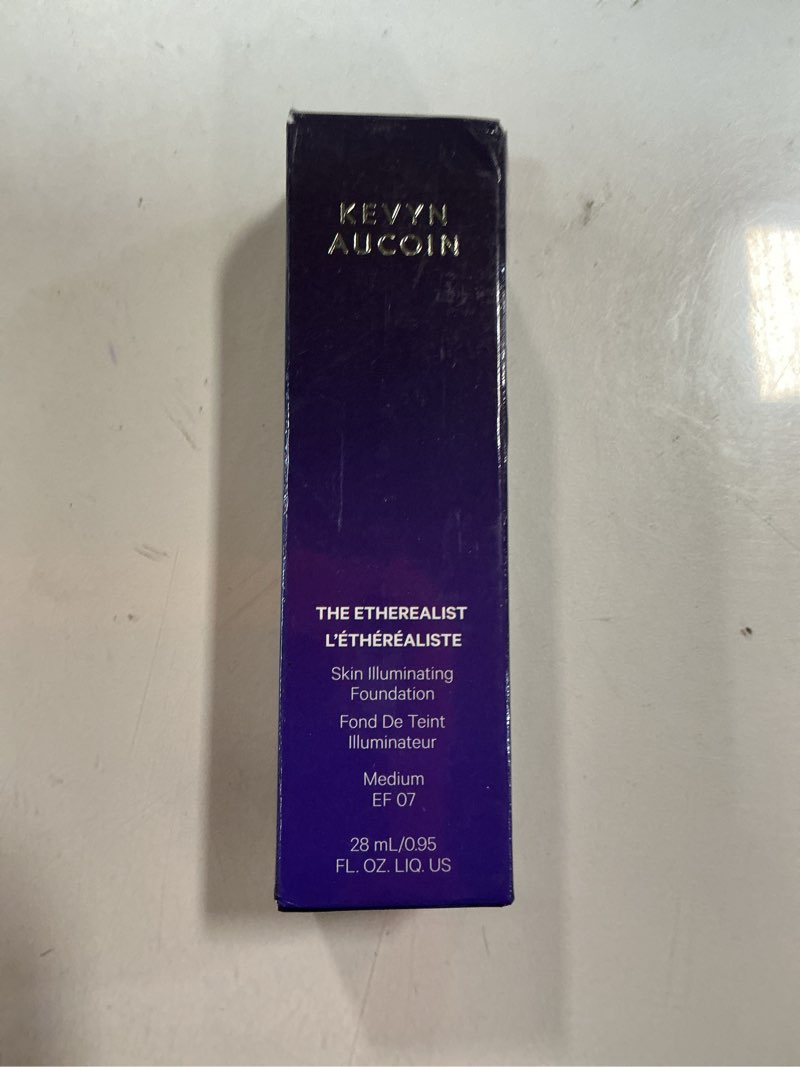 KEVYN
AUCOIN
THE ETHEREALIST
L'ÉTHÉRÉALISTE
Skin Illuminating
Foundation
Fond De Teint
Illuminateur
Medium
EF 07
28 mL/0.95
FL. OZ. LIQ. US